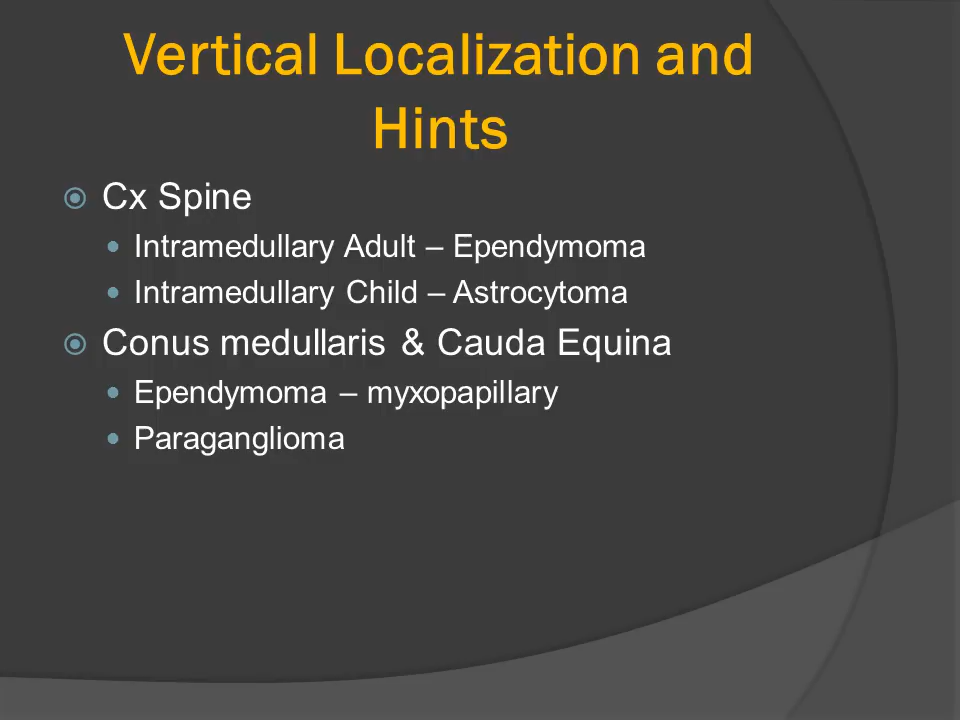 Vertical Localization and
Hints
Cx Spine
Intramedullary Adult – Ependymoma
Intramedullary Child – Astrocytoma
Conus medullaris & Cauda Equina
Ependymoma – myxopapillary
Paraganglioma